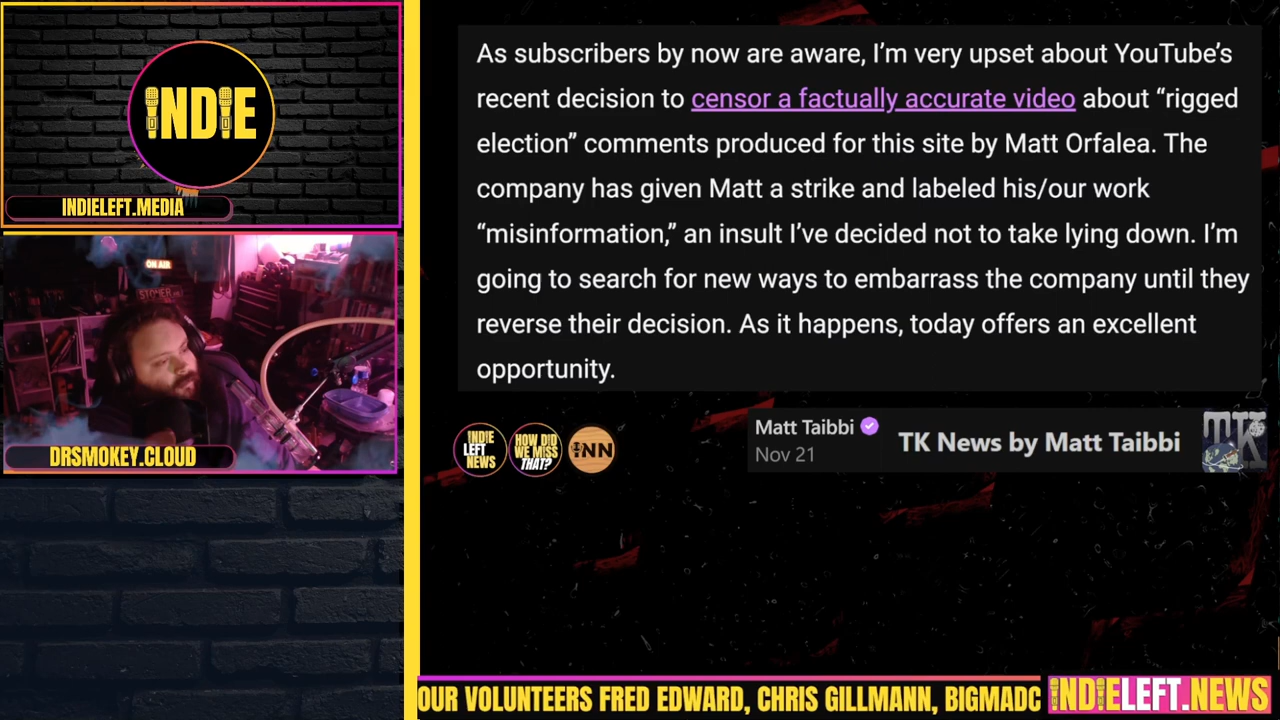 INDIE
INDIELEFT.MEDIA
ON AIR
DRSMOKEY.CLOUD
As subscribers by now are aware, I’m very upset about YouTube’s
recent decision to censor a factually accurate video about “rigged
election” comments produced for this site by Matt Orfalea. The
company has given Matt a strike and labeled his/our work
“misinformation,” an insult I’ve decided not to take lying down. I’m
going to search for new ways to embarrass the company until they
reverse their decision. As it happens, today offers an excellent
opportunity.
INDIE
LEFT
NEWS
HOW DID
WE MISS
THAT?
INN
Matt Taibbi
Nov 21
TK News by Matt Taibbi
TK
OUR VOLUNTEERS FRED EDWARD, CHRIS GILLMANN, BIGMADC
INDIELEFT.NEWS